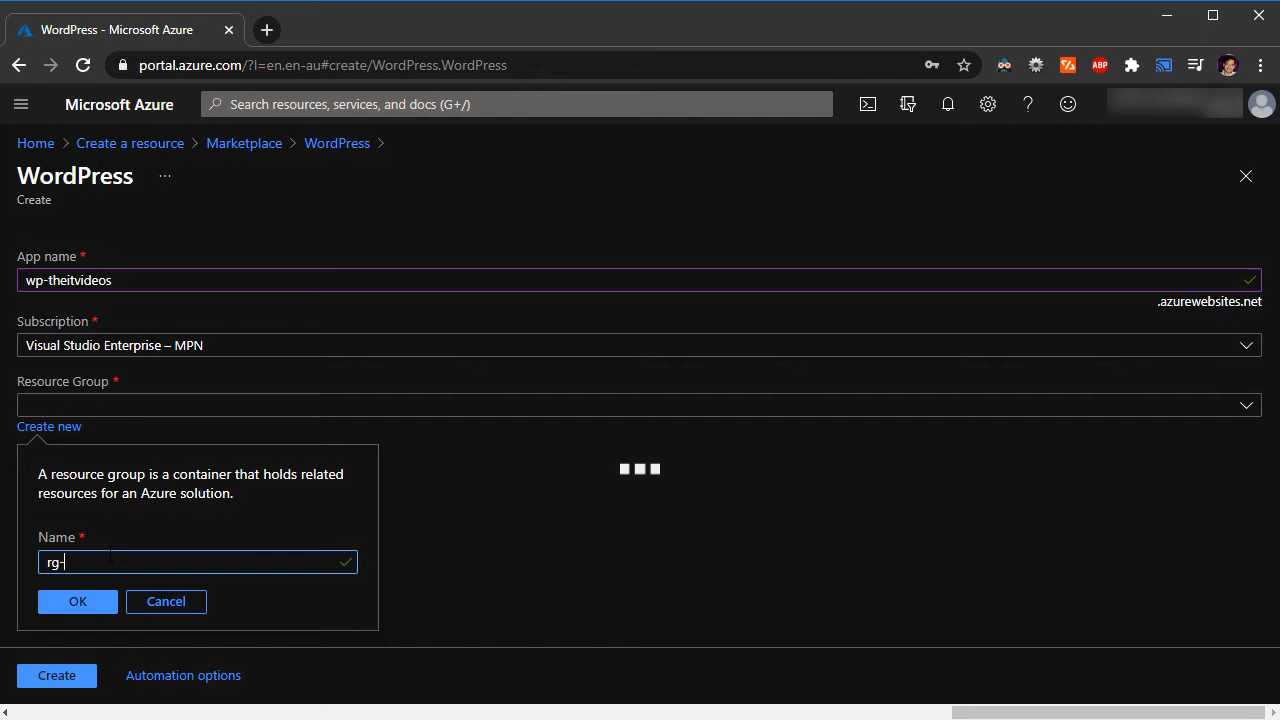 WordPress - Microsoft Azure
portal.azure.com/?l=en.en-au#create/WordPress.WordPress
ABP
Microsoft Azure
Search resources, services, and docs (G+/)
Home > Create a resource > Marketplace > WordPress >
WordPress ...
Create
App name *
wp-theitvideos
.azurewebsites.net
Subscription *
Visual Studio Enterprise – MPN
Resource Group *
Create new
A resource group is a container that holds related
resources for an Azure solution.
Name *
rg-
OK Cancel
Create Automation options